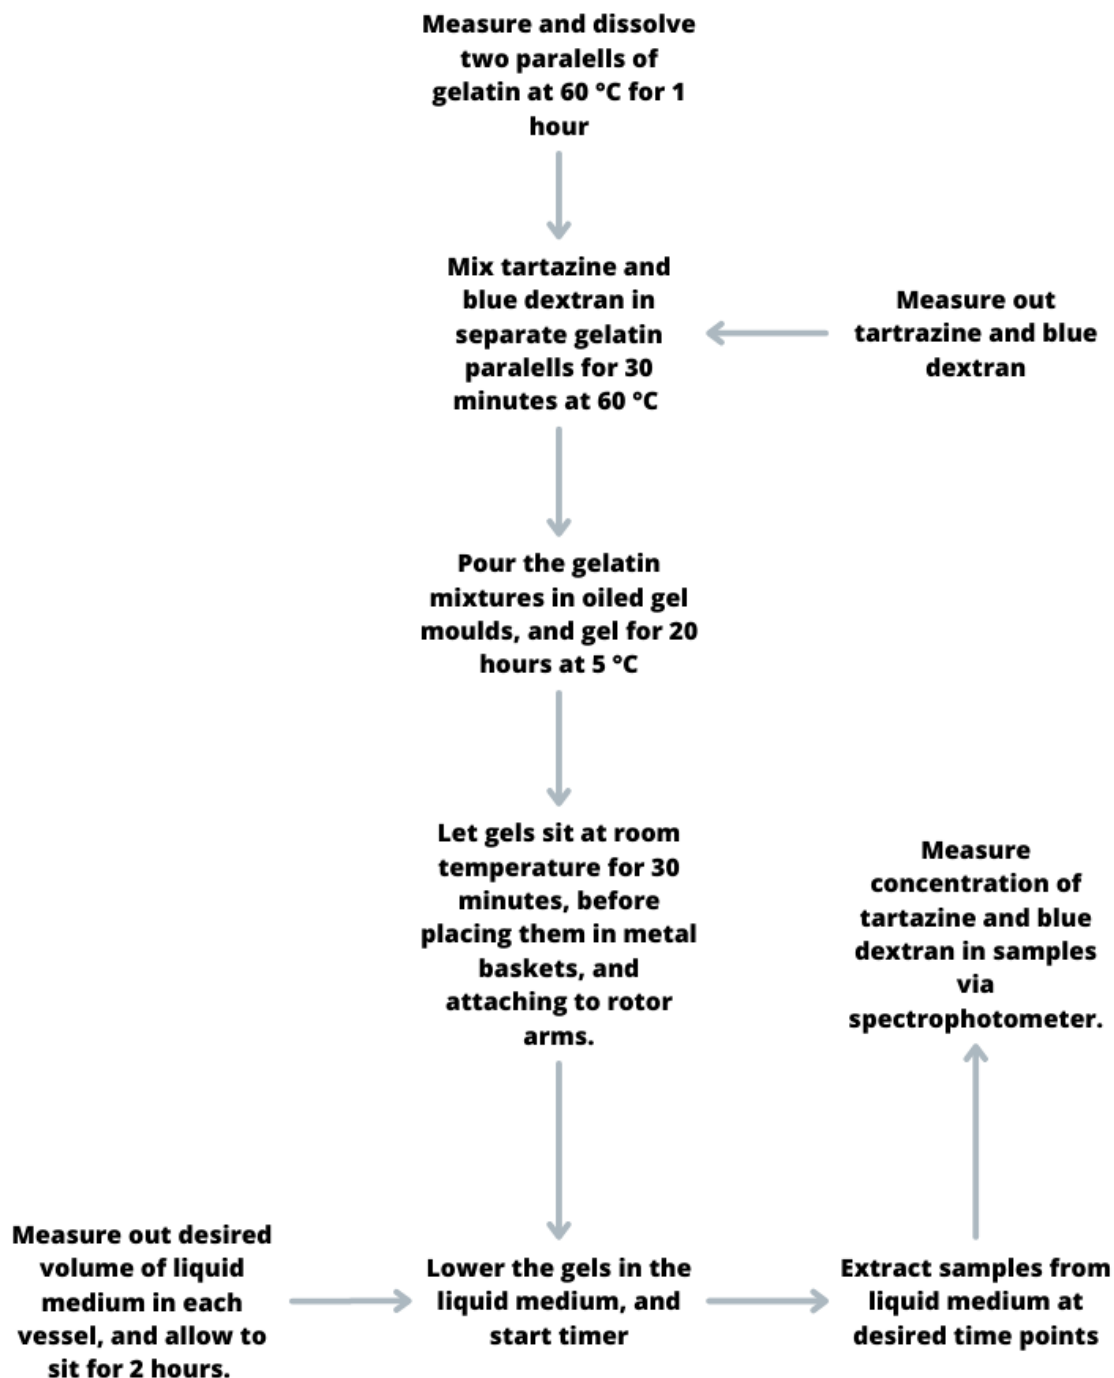 Measure and dissolve
two paralells of
gelatin at 60 °C for 1
hour
Mix tartazine and
blue dextran in
separate gelatin
paralells for 30
minutes at 60 °C
Measure out
tartrazine and blue
dextran
Pour the gelatin
mixtures in oiled gel
moulds, and gel for 20
hours at 5 °C
Let gels sit at room
temperature for 30
minutes, before
placing them in metal
baskets, and
attaching to rotor
arms.
Measure out desired
volume of liquid
medium in each
vessel, and allow to
sit for 2 hours.
Lower the gels in the
liquid medium, and
start timer
Extract samples from
liquid medium at
desired time points
Measure
concentration of
tartazine and blue
dextran in samples
via
spectrophotometer.